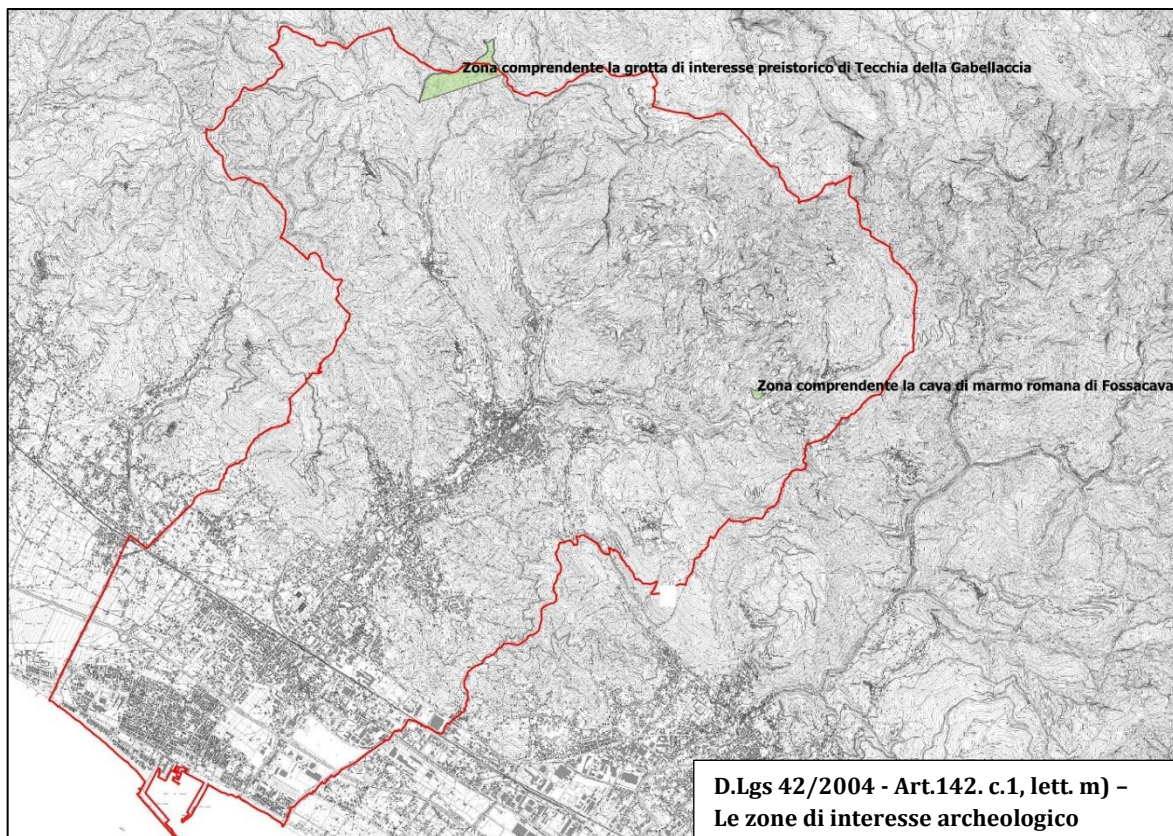 Zona comprendente la grotta di interesse preistorico di Tecchia della Gabellaccia
Zona comprendente la cava di marmo romana di Fossacava
D.Lgs 42/2004 - Art.142. c.1, lett. m) –
Le zone di interesse archeologico